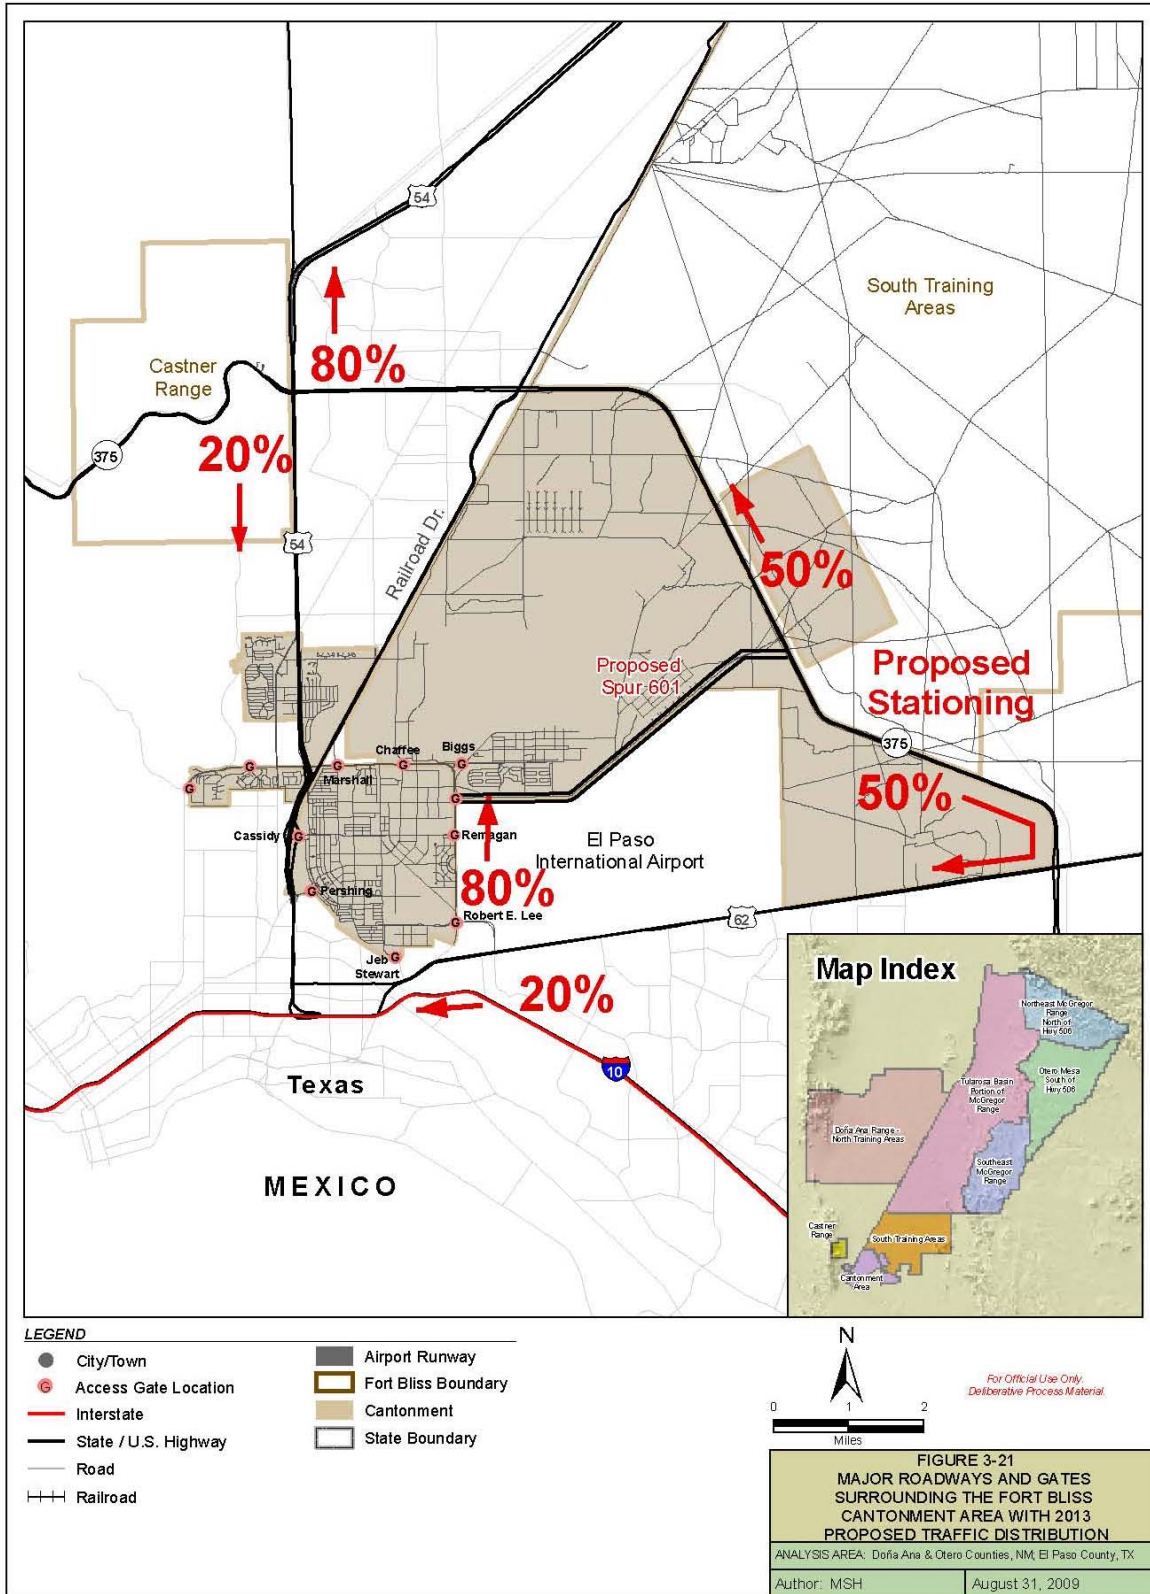 54
South Training
Areas
80%
Castner
Range
375
20%
54
Railroad Dr.
50%
Proposed
Spur 601
Proposed
Stationing
375
50%
Chaffee
Biggs
G
G
G
G
G
Marshall
G
G
Cassidy
G
Remagan
El Paso
International Airport
80%
G
Pershing
Robert E. Lee
G
62
Jeb
Stewart
G
20%
10
Texas
MEXICO
Map Index
Northeast McGregor
Range
North of
Hwy 506
Otero Mesa
South of
Hwy 506
Tularosa Basin
Portion of
McGregor
Range
Doña Ana Range -
North Training Areas
Southeast
McGregor
Range
Castner
Range
South Training Areas
Cantonment
Area
LEGEND
City/Town
G Access Gate Location
Interstate
State / U.S. Highway
Road
Railroad
Airport Runway
Fort Bliss Boundary
Cantonment
State Boundary
N
0 1 2
Miles
For Official Use Only.
Deliberative Process Material.
FIGURE 3-21
MAJOR ROADWAYS AND GATES
SURROUNDING THE FORT BLISS
CANTONMENT AREA WITH 2013
PROPOSED TRAFFIC DISTRIBUTION
ANALYSIS AREA: Doña Ana & Otero Counties, NM; El Paso County, TX
Author: MSH
August 31, 2009